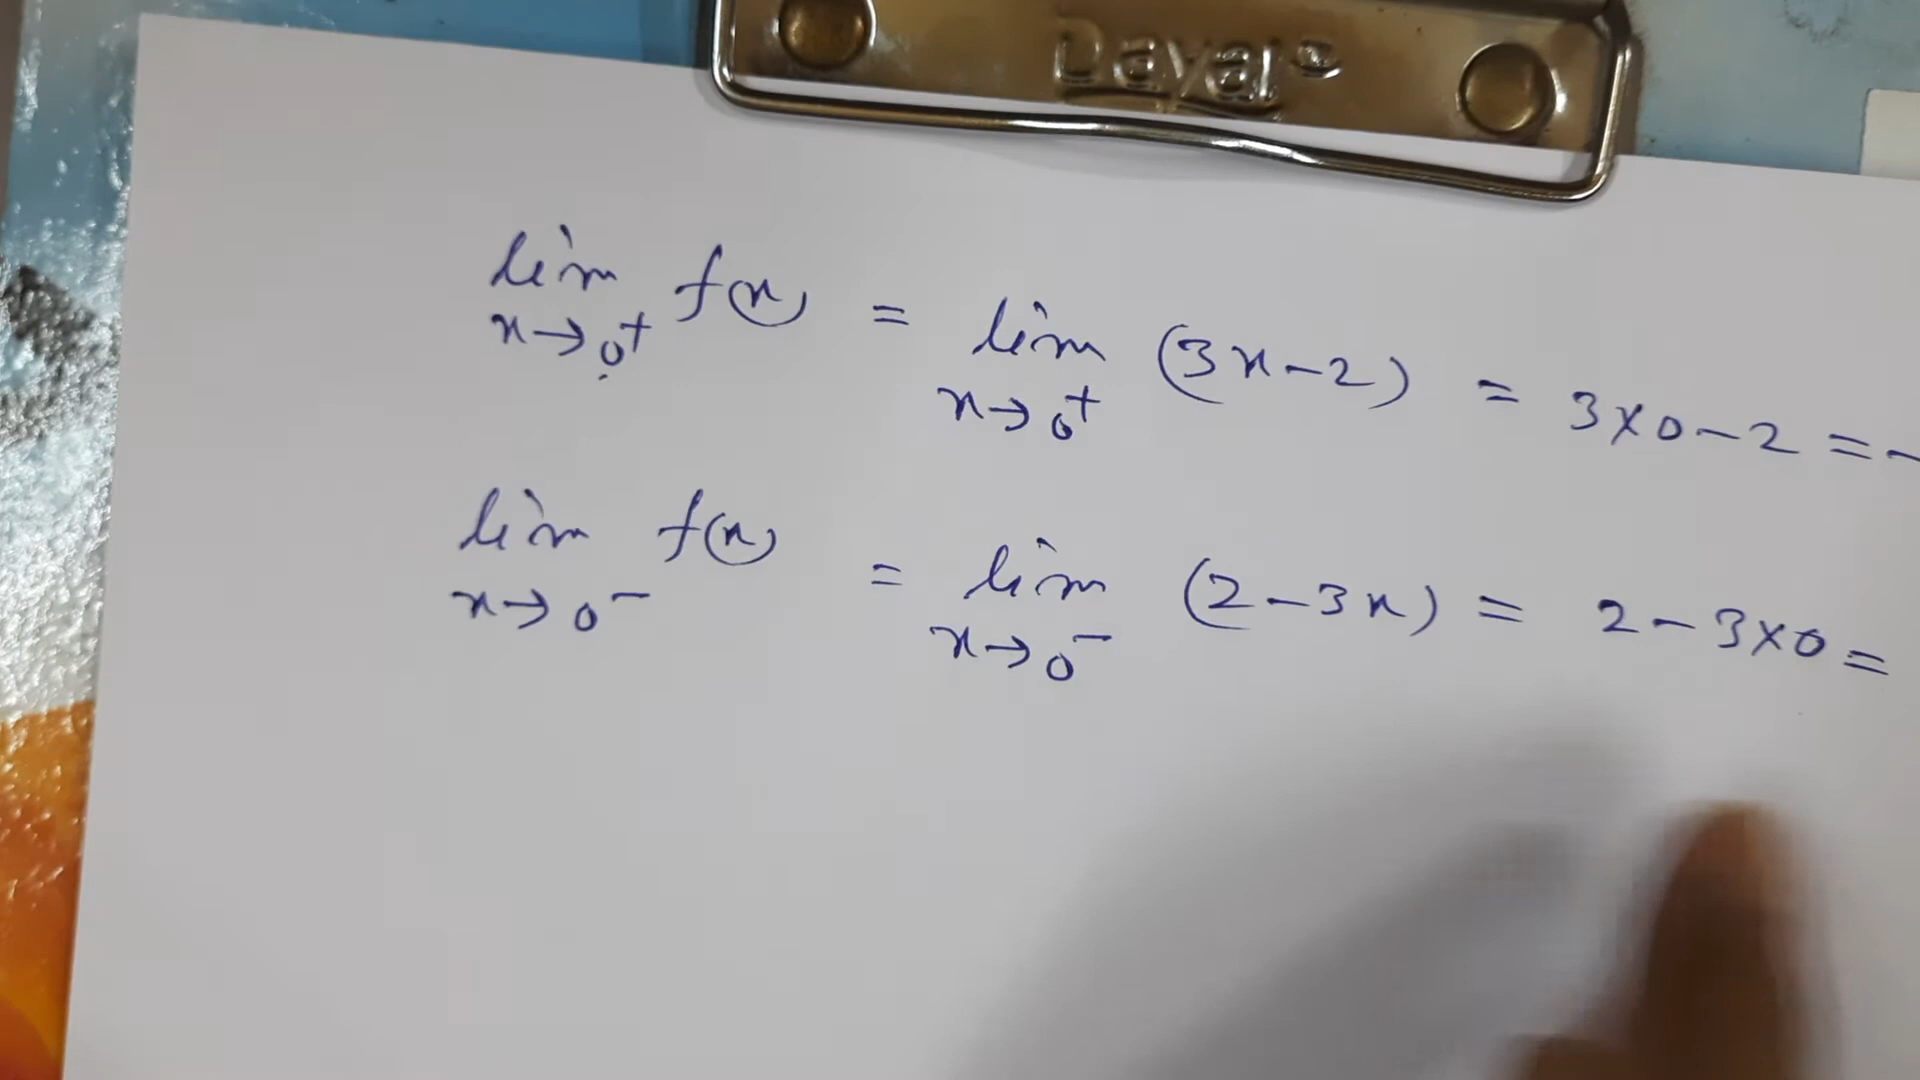 Dayal®
lim f(x) = lim (3x-2) = 3×0-2 = -
x→0⁺ x→0⁺
lim f(x) = lim (2-3x) = 2-3×0 =
x→0⁻ x→0⁻